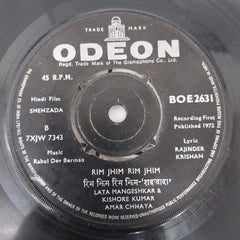 TRADE MARK
ODEON
Regd. Trade Mark of The Gramophone Co. Ltd.
45 R.P.M.
BOE2631
Hindi Film
SHEHZADA
B
7XJW 7343
Music
Rahul Dev Berman
Recording First
Published 1972
Lyric
RAJINDER
KRISHAN
RIM JHIM RIM JHIM
रिम झिम रिम झिम-'शहज़ादा'
LATA MANGESHKAR &
KISHORE KUMAR
AMAR CHHAYA